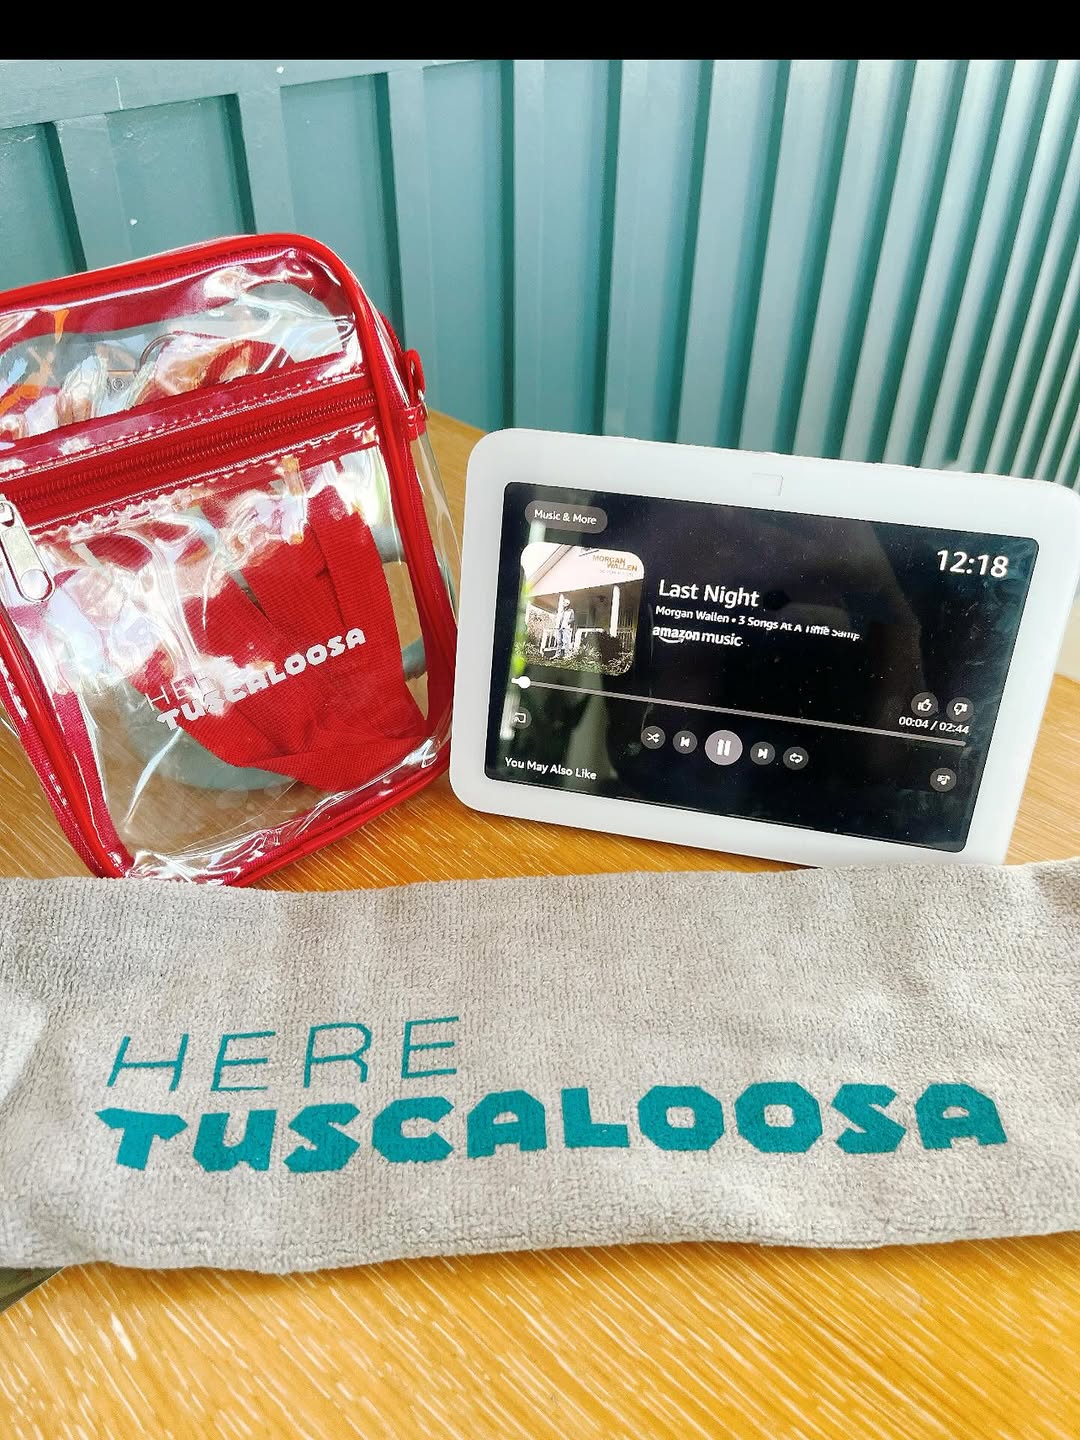 HERE
TUSCALOOSA
Music & More
12:18
MORGAN
WALLEN
Last Night
Morgan Wallen • 3 Songs At A Time Samp
amazon music
00:04 / 02:44
You May Also Like
HERE
TUSCALOOSA